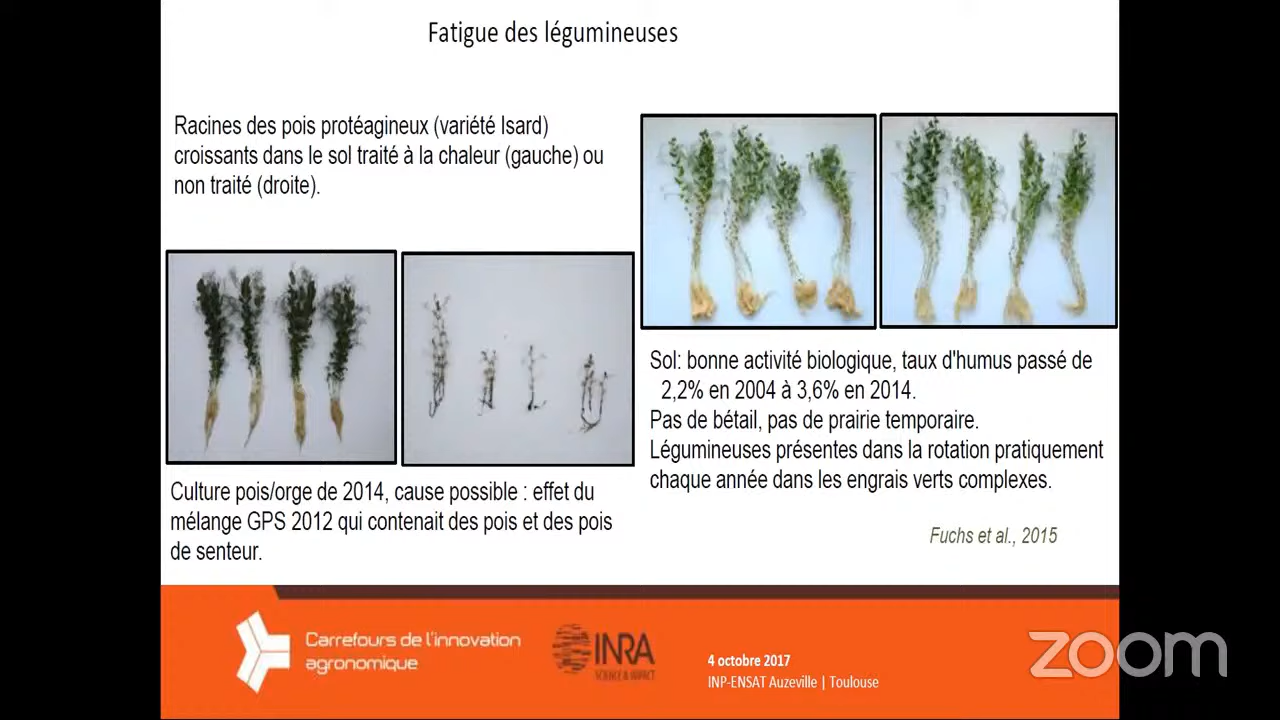 Fatigue des légumineuses
Racines des pois protéagineux (variété Isard)
croissants dans le sol traité à la chaleur (gauche) ou
non traité (droite).
Culture pois/orge de 2014, cause possible : effet du
mélange GPS 2012 qui contenait des pois et des pois
de senteur.
Sol: bonne activité biologique, taux d'humus passé de
2,2% en 2004 à 3,6% en 2014.
Pas de bétail, pas de prairie temporaire.
Légumineuses présentes dans la rotation pratiquement
chaque année dans les engrais verts complexes.
Fuchs et al., 2015
Carrefours de l'innovation
agronomique
INRA
SCIENCE & IMPACT
4 octobre 2017
INP-ENSAT Auzeville | Toulouse
zoom